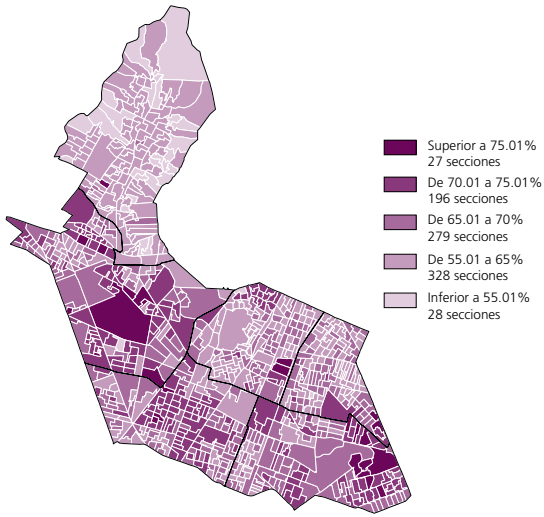 Superior a 75.01%
27 secciones
De 70.01 a 75.01%
196 secciones
De 65.01 a 70%
279 secciones
De 55.01 a 65%
328 secciones
Inferior a 55.01%
28 secciones